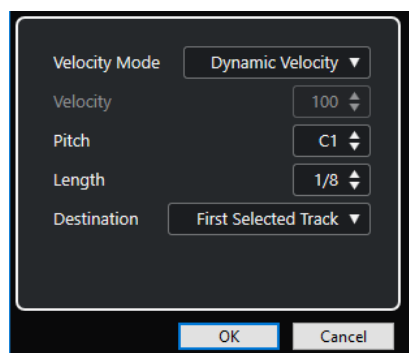 Velocity Mode Dynamic Velocity
Velocity 100
Pitch C1
Length 1/8
Destination First Selected Track
OK Cancel